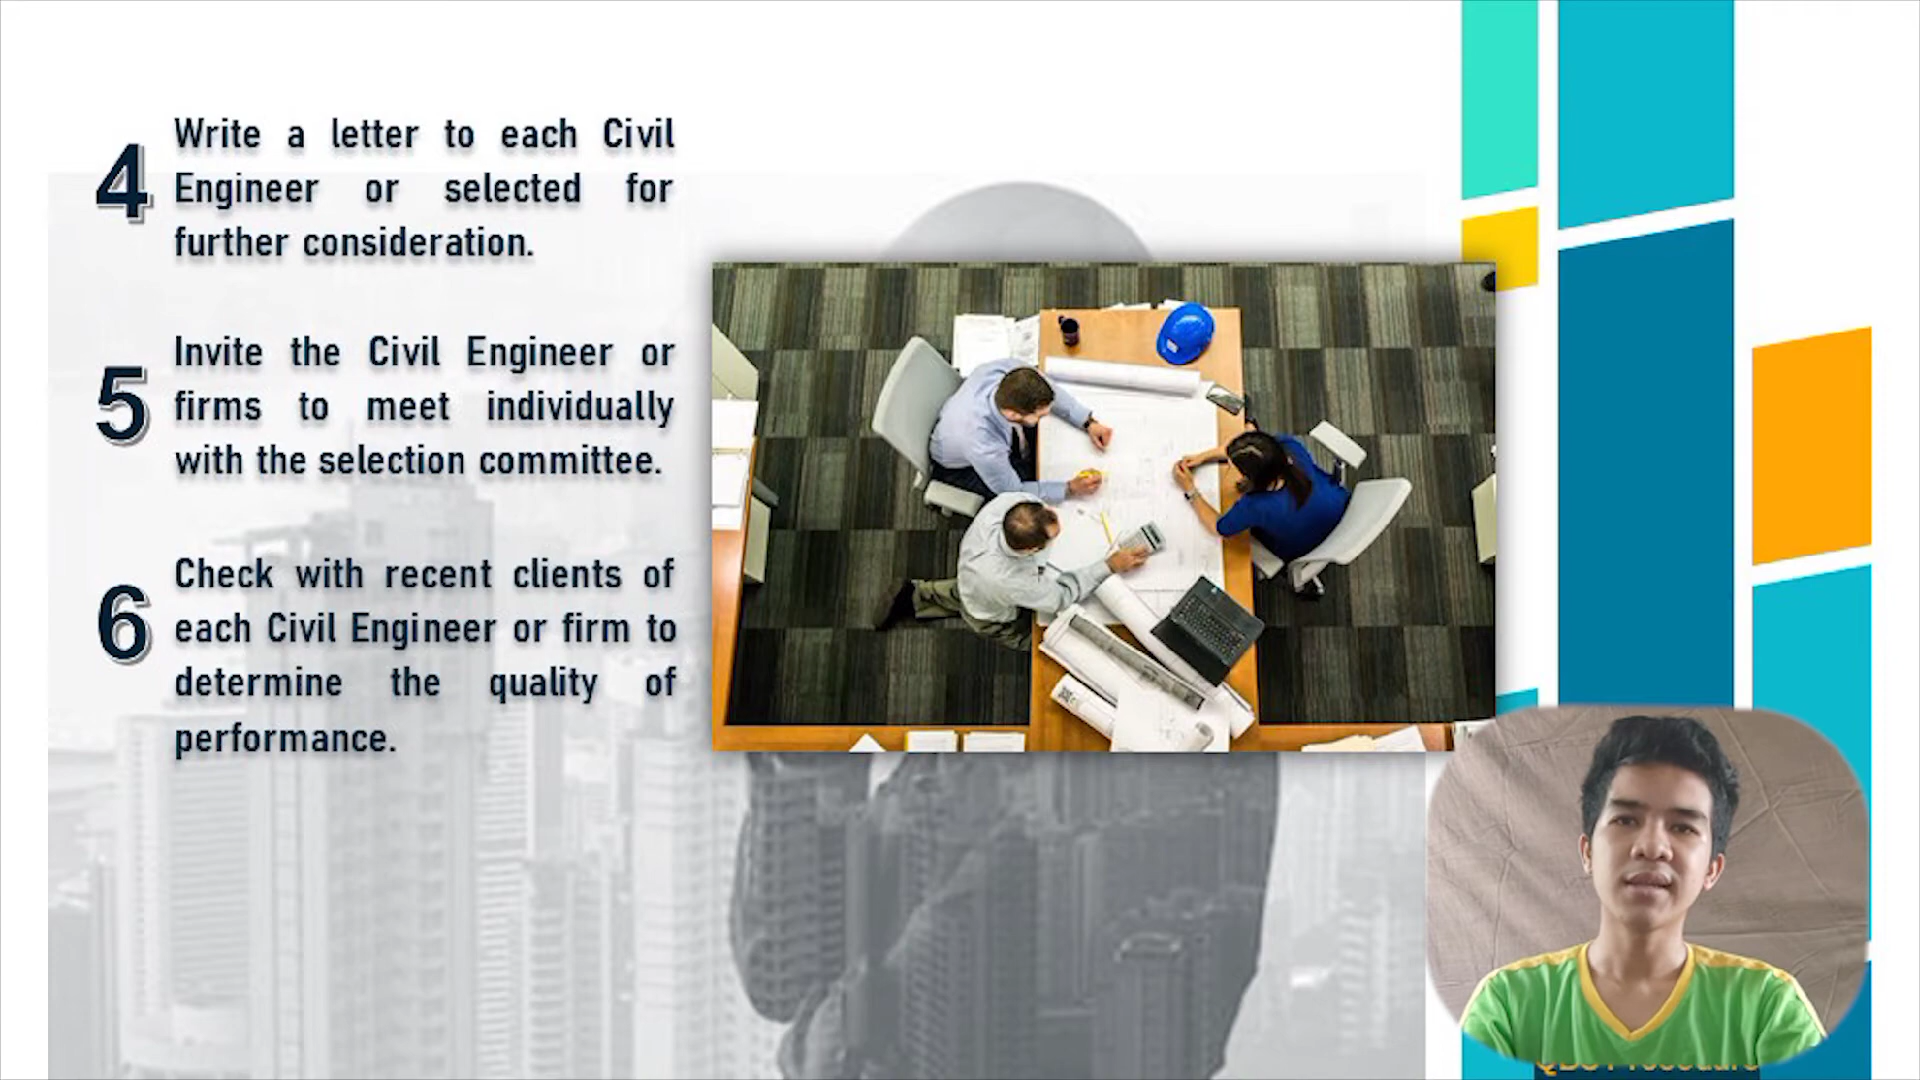 4
Write a letter to each Civil
Engineer or selected for
further consideration.
5
Invite the Civil Engineer or
firms to meet individually
with the selection committee.
6
Check with recent clients of
each Civil Engineer or firm to
determine the quality of
performance.